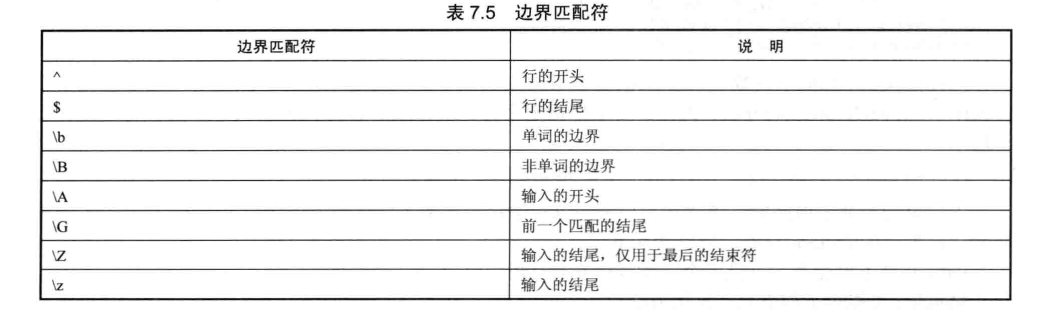 表 7.5 边界匹配符
边界匹配符 说 明
^ 行的开头
$ 行的结尾
\b 单词的边界
\B 非单词的边界
\A 输入的开头
\G 前一个匹配的结尾
\Z 输入的结尾，仅用于最后的结束符
\z 输入的结尾